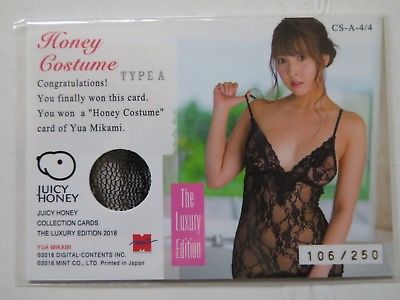 Honey
Costume
TYPE A
CS-A-4/4
Congratulations!
You finally won this card.
You won a "Honey Costume"
card of Yua Mikami.
JUICY
HONEY
JUICY HONEY
COLLECTION CARDS
THE LUXURY EDITION 2018
YUA MIKAMI
©2018 DIGITAL-CONTENTS INC.
©2018 MINT CO., LTD. Printed in Japan
The
Luxury
Edition
106/250